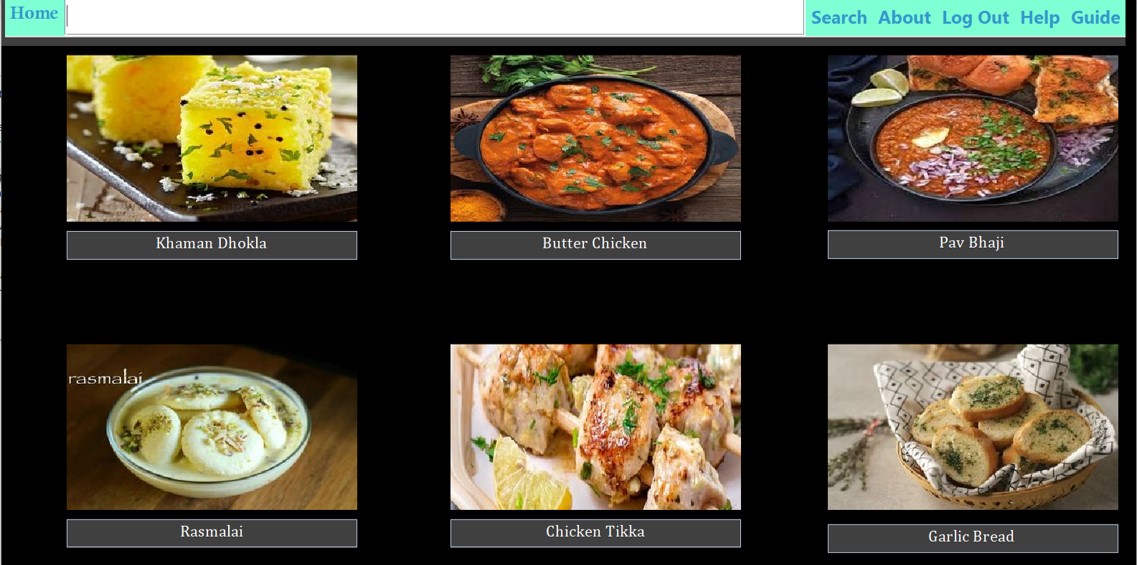 Home
Search About Log Out Help Guide
Khaman Dhokla
Butter Chicken
Pav Bhaji
rasmalai
Rasmalai
Chicken Tikka
Garlic Bread